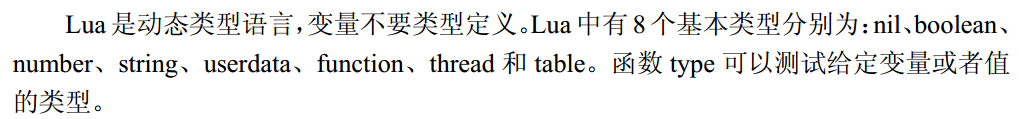 Lua 是动态类型语言，变量不要类型定义。Lua 中有 8 个基本类型分别为：nil、boolean、
number、string、userdata、function、thread 和 table。函数 type 可以测试给定变量或者值
的类型。